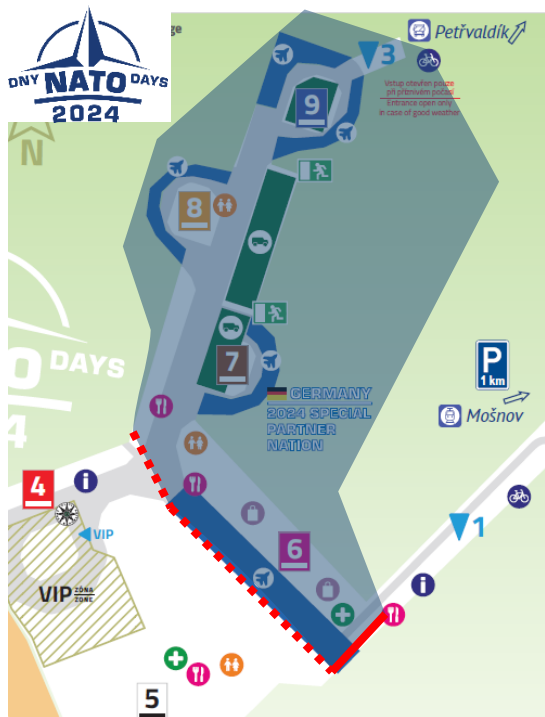 ge
Petřvaldík
DNY NATO DAYS
2024
3
Vstup otevřen pouze
při příznivém počasí
Entrance open only
in case of good weather
9
N
8
O DAYS
4
7
P
1 km
GERMANY
2024 SPECIAL
PARTNER
NATION
Mošnov
4
i
VIP
6
1
VIP ZÓNA
ZONE
i
5